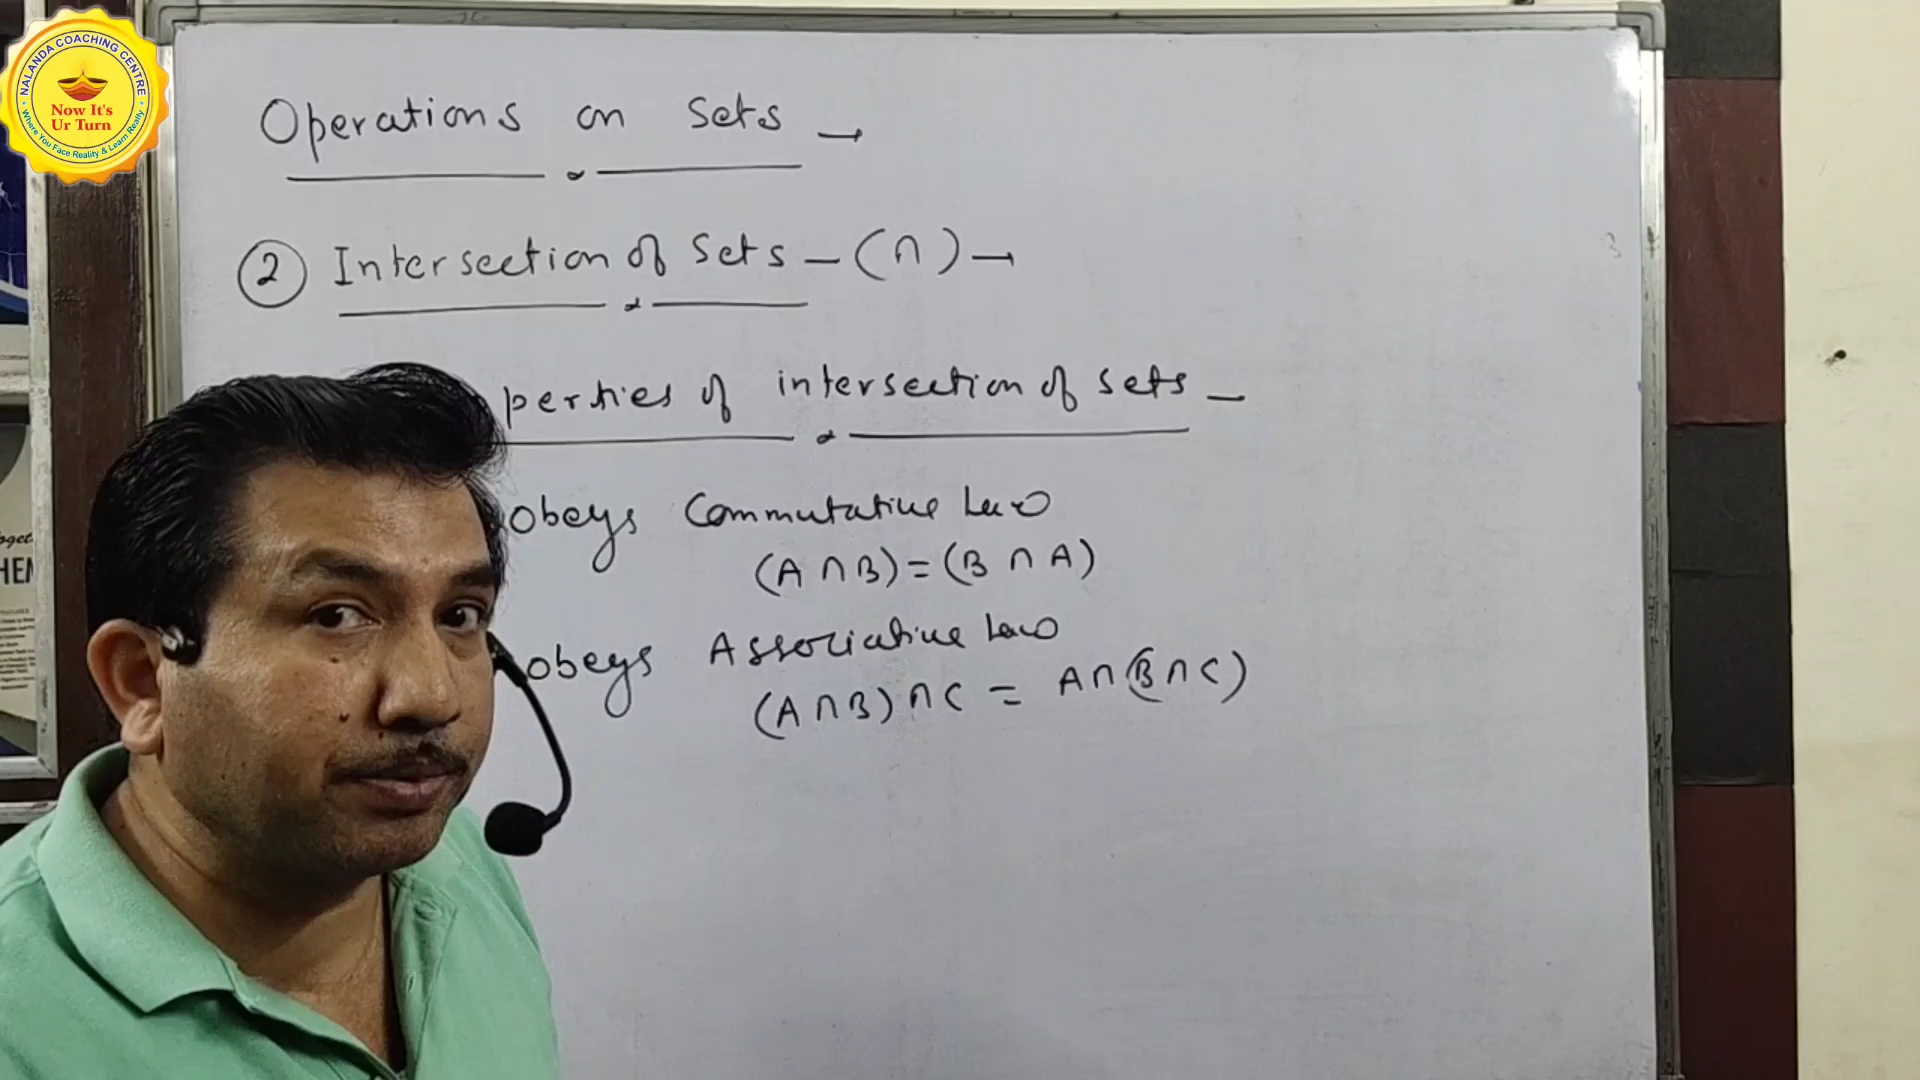 NALANDA COACHING CENTRE
Now It's
Ur Turn
Where You Face Reality & Learn Really
Operations on Sets →
② Intersection of Sets – (∩) →
perties of intersection of sets –
obeys Commutative Law
(A ∩ B) = (B ∩ A)
obeys Associative Law
(A ∩ B) ∩ C = A ∩ (B ∩ C)